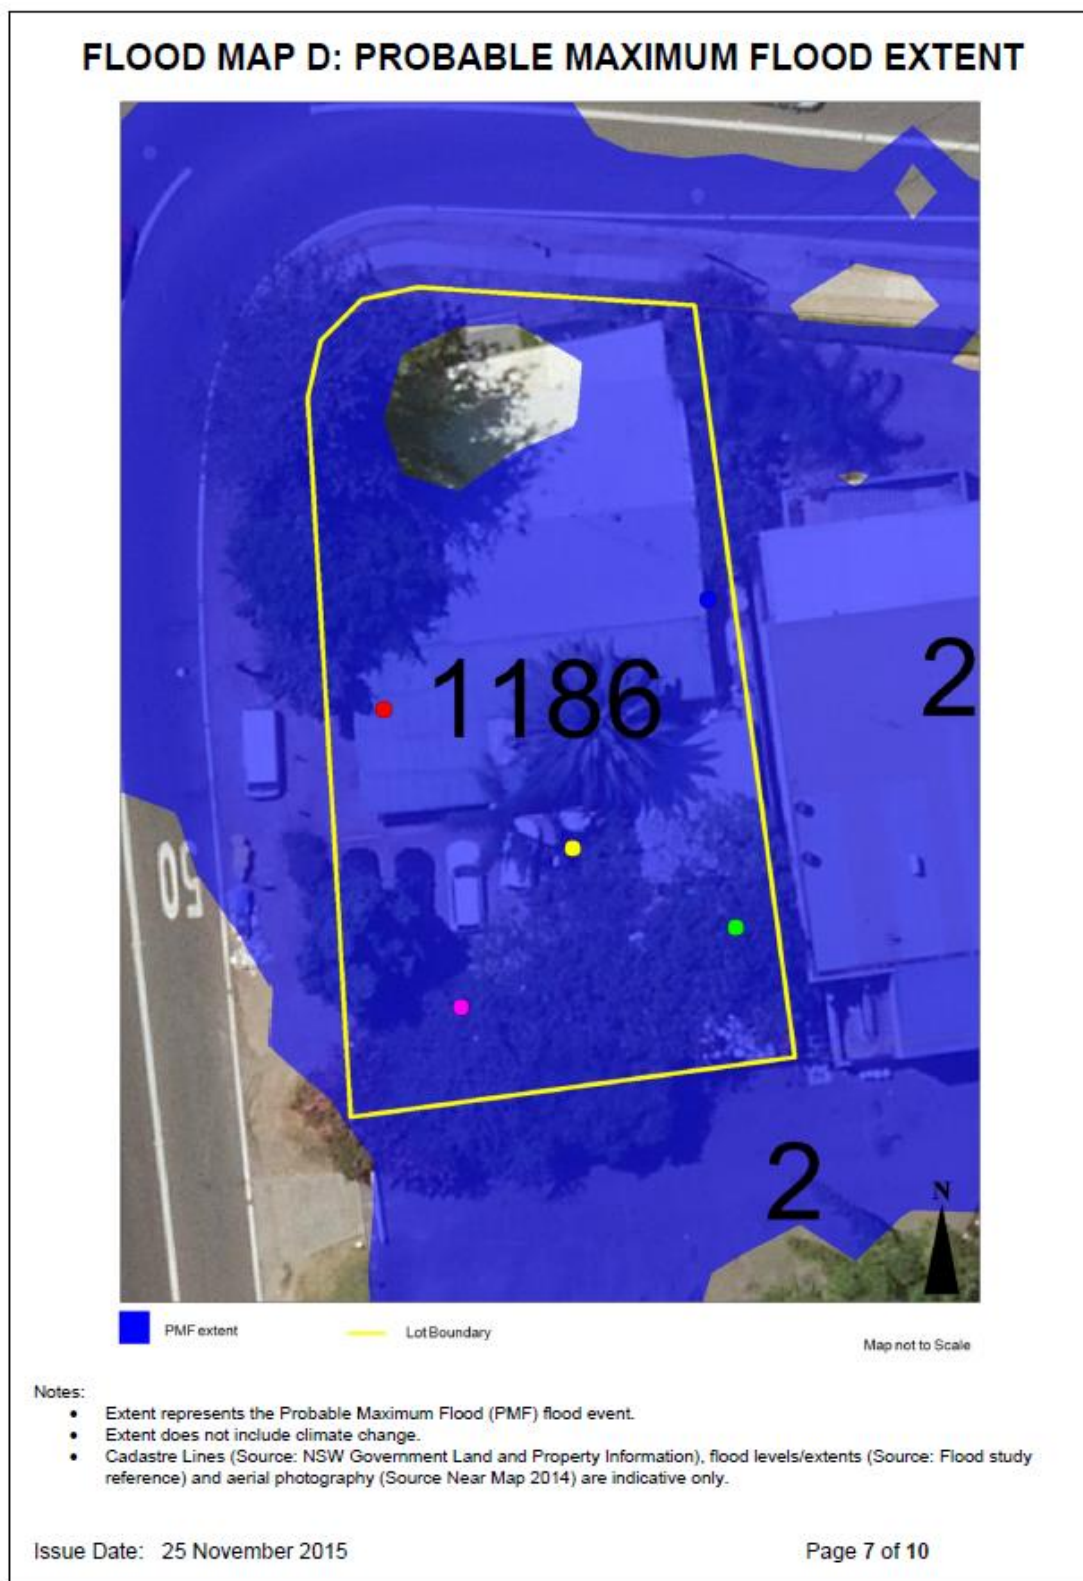 FLOOD MAP D: PROBABLE MAXIMUM FLOOD EXTENT
1186
2
50
2
N
PMF extent
Lot Boundary
Map not to Scale
Notes:
• Extent represents the Probable Maximum Flood (PMF) flood event.
• Extent does not include climate change.
• Cadastre Lines (Source: NSW Government Land and Property Information), flood levels/extents (Source: Flood study
reference) and aerial photography (Source Near Map 2014) are indicative only.
Issue Date: 25 November 2015
Page 7 of 10